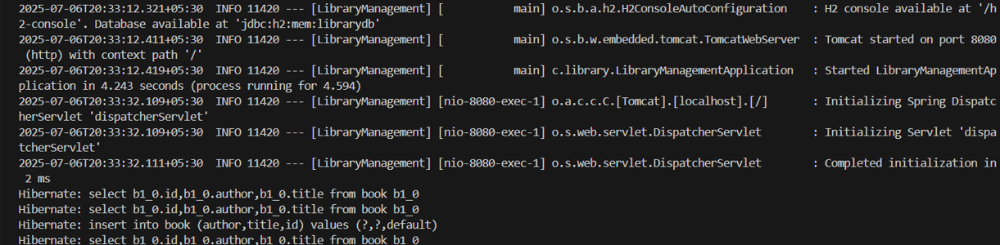 2025-07-06T20:33:12.321+05:30  INFO 11420 --- [LibraryManagement] [           main] o.s.b.a.h2.H2ConsoleAutoConfiguration    : H2 console available at '/h
2-console'. Database available at 'jdbc:h2:mem:librarydb'
2025-07-06T20:33:12.411+05:30  INFO 11420 --- [LibraryManagement] [           main] o.s.b.w.embedded.tomcat.TomcatWebServer  : Tomcat started on port 8080
 (http) with context path '/'
2025-07-06T20:33:12.419+05:30  INFO 11420 --- [LibraryManagement] [           main] c.library.LibraryManagementApplication   : Started LibraryManagementAp
plication in 4.243 seconds (process running for 4.594)
2025-07-06T20:33:32.109+05:30  INFO 11420 --- [LibraryManagement] [nio-8080-exec-1] o.a.c.c.C.[Tomcat].[localhost].[/]       : Initializing Spring Dispatc
herServlet 'dispatcherServlet'
2025-07-06T20:33:32.109+05:30  INFO 11420 --- [LibraryManagement] [nio-8080-exec-1] o.s.web.servlet.DispatcherServlet        : Initializing Servlet 'dispa
tcherServlet'
2025-07-06T20:33:32.111+05:30  INFO 11420 --- [LibraryManagement] [nio-8080-exec-1] o.s.web.servlet.DispatcherServlet        : Completed initialization in
 2 ms
Hibernate: select b1_0.id,b1_0.author,b1_0.title from book b1_0
Hibernate: select b1_0.id,b1_0.author,b1_0.title from book b1_0
Hibernate: insert into book (author,title,id) values (?,?,default)
Hibernate: select b1_0.id,b1_0.author,b1_0.title from book b1_0